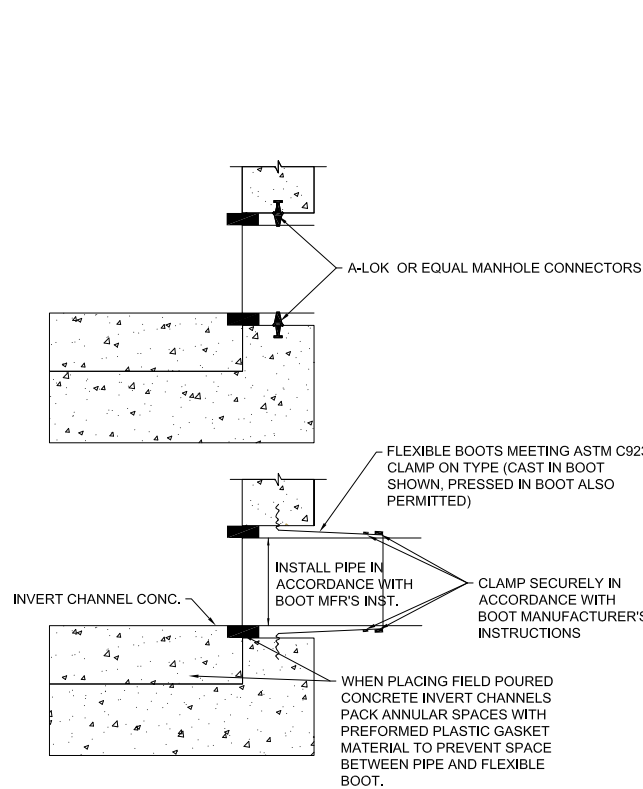 A-LOK OR EQUAL MANHOLE CONNECTORS
FLEXIBLE BOOTS MEETING ASTM C923
CLAMP ON TYPE (CAST IN BOOT
SHOWN, PRESSED IN BOOT ALSO
PERMITTED)
INSTALL PIPE IN
ACCORDANCE WITH
BOOT MFR'S INST.
INVERT CHANNEL CONC.
CLAMP SECURELY IN
ACCORDANCE WITH
BOOT MANUFACTURER'S
INSTRUCTIONS
WHEN PLACING FIELD POURED
CONCRETE INVERT CHANNELS
PACK ANNULAR SPACES WITH
PREFORMED PLASTIC GASKET
MATERIAL TO PREVENT SPACE
BETWEEN PIPE AND FLEXIBLE
BOOT.